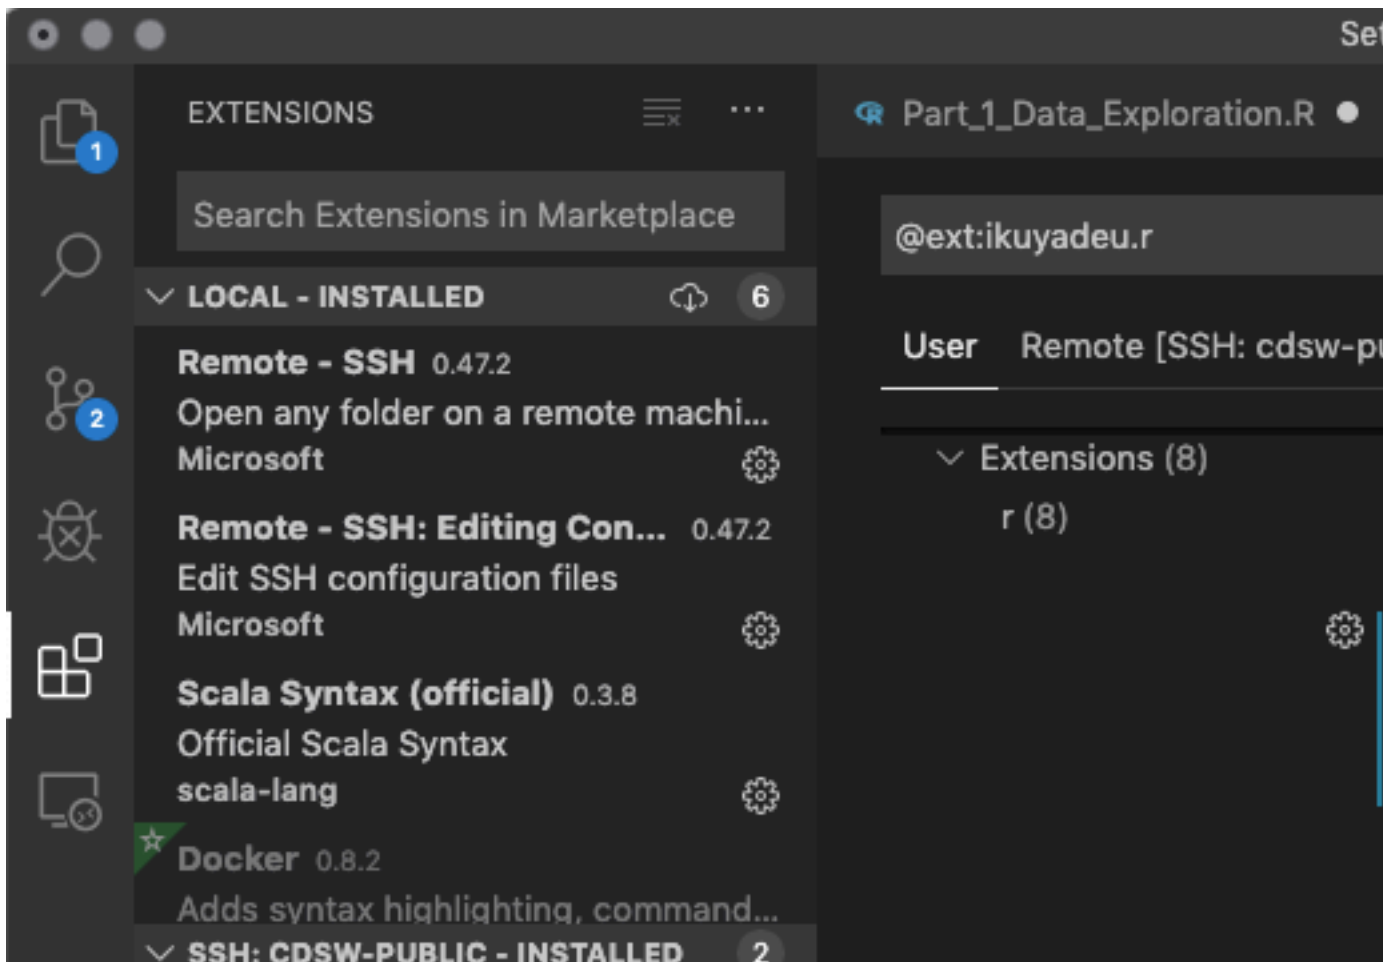 Set
EXTENSIONS
Part_1_Data_Exploration.R
1
Search Extensions in Marketplace
@ext:ikuyadeu.r
LOCAL - INSTALLED 6
User Remote [SSH: cdsw-pu
Remote - SSH 0.47.2
Open any folder on a remote machi...
Microsoft
2
Extensions (8)
r (8)
Remote - SSH: Editing Con... 0.47.2
Edit SSH configuration files
Microsoft
Scala Syntax (official) 0.3.8
Official Scala Syntax
scala-lang
Docker 0.8.2
Adds syntax highlighting, command...
SSH: CDSW-PUBLIC - INSTALLED 2